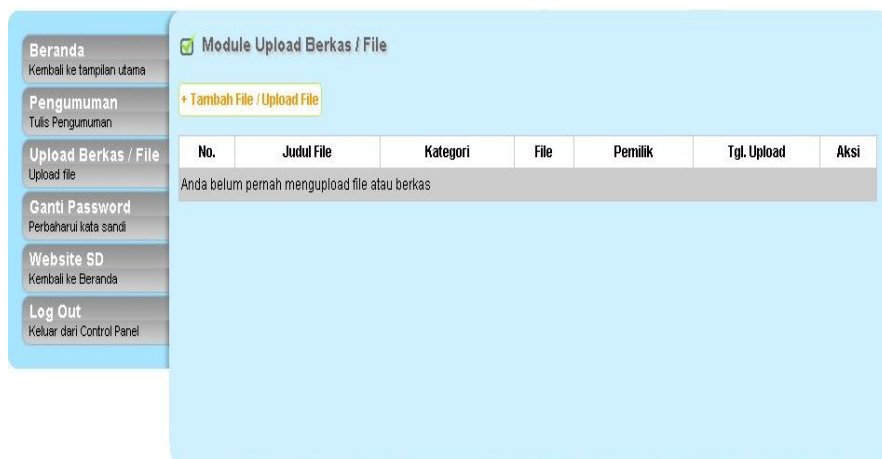 Beranda
Kembali ke tampilan utama
Pengumuman
Tulis Pengumuman
Upload Berkas / File
Upload file
Ganti Password
Perbaharui kata sandi
Website SD
Kembali ke Beranda
Log Out
Keluar dari Control Panel
Module Upload Berkas / File
+ Tambah File / Upload File
No. Judul File Kategori File Pemilik Tgl. Upload Aksi
Anda belum pernah mengupload file atau berkas